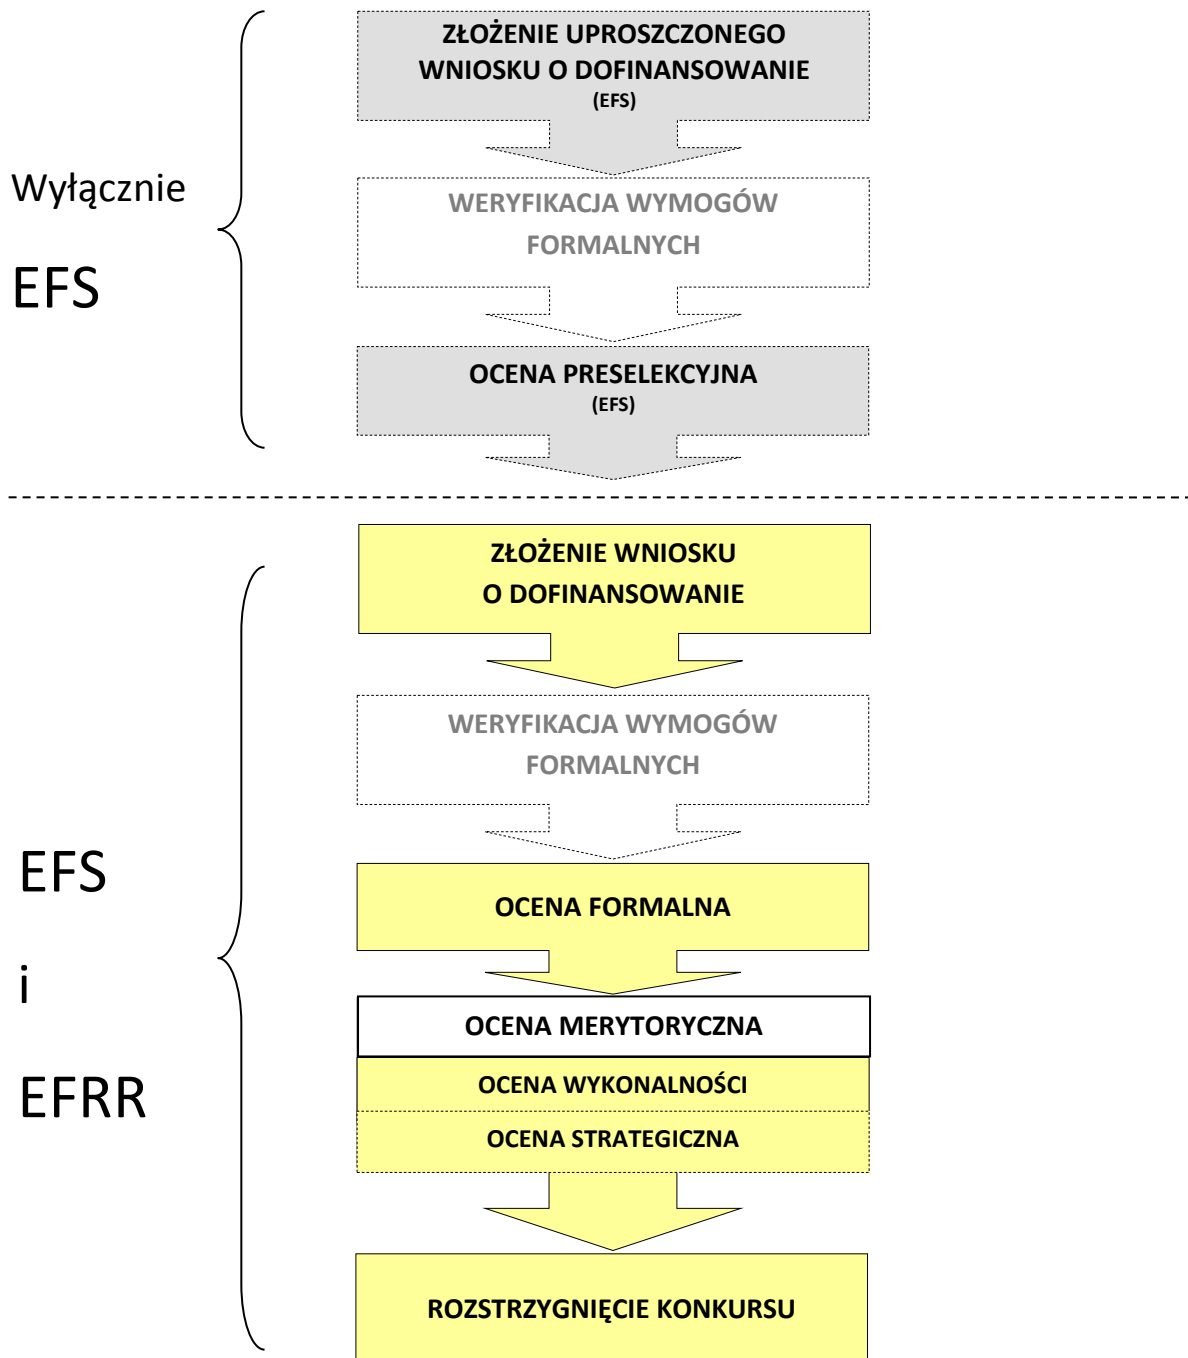 ZŁOŻENIE UPROSZCZONEGO
WNIOSKU O DOFINANSOWANIE
(EFS)
Wyłącznie
EFS
WERYFIKACJA WYMOGÓW
FORMALNYCH
OCENA PRESELEKCYJNA
(EFS)
ZŁOŻENIE WNIOSKU
O DOFINANSOWANIE
WERYFIKACJA WYMOGÓW
FORMALNYCH
EFS
i
EFRR
OCENA FORMALNA
OCENA MERYTORYCZNA
OCENA WYKONALNOŚCI
OCENA STRATEGICZNA
ROZSTRZYGNIĘCIE KONKURSU